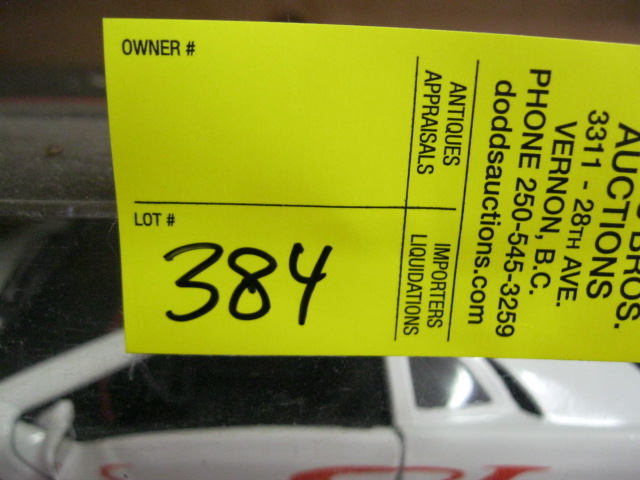 OWNER #
LOT #
384
ANTIQUES
APPRAISALS
IMPORTERS
LIQUIDATIONS
BROS.
AUCTIONS
3311 - 28TH AVE.
VERNON, B.C.
PHONE 250-545-3259
doddsauctions.com